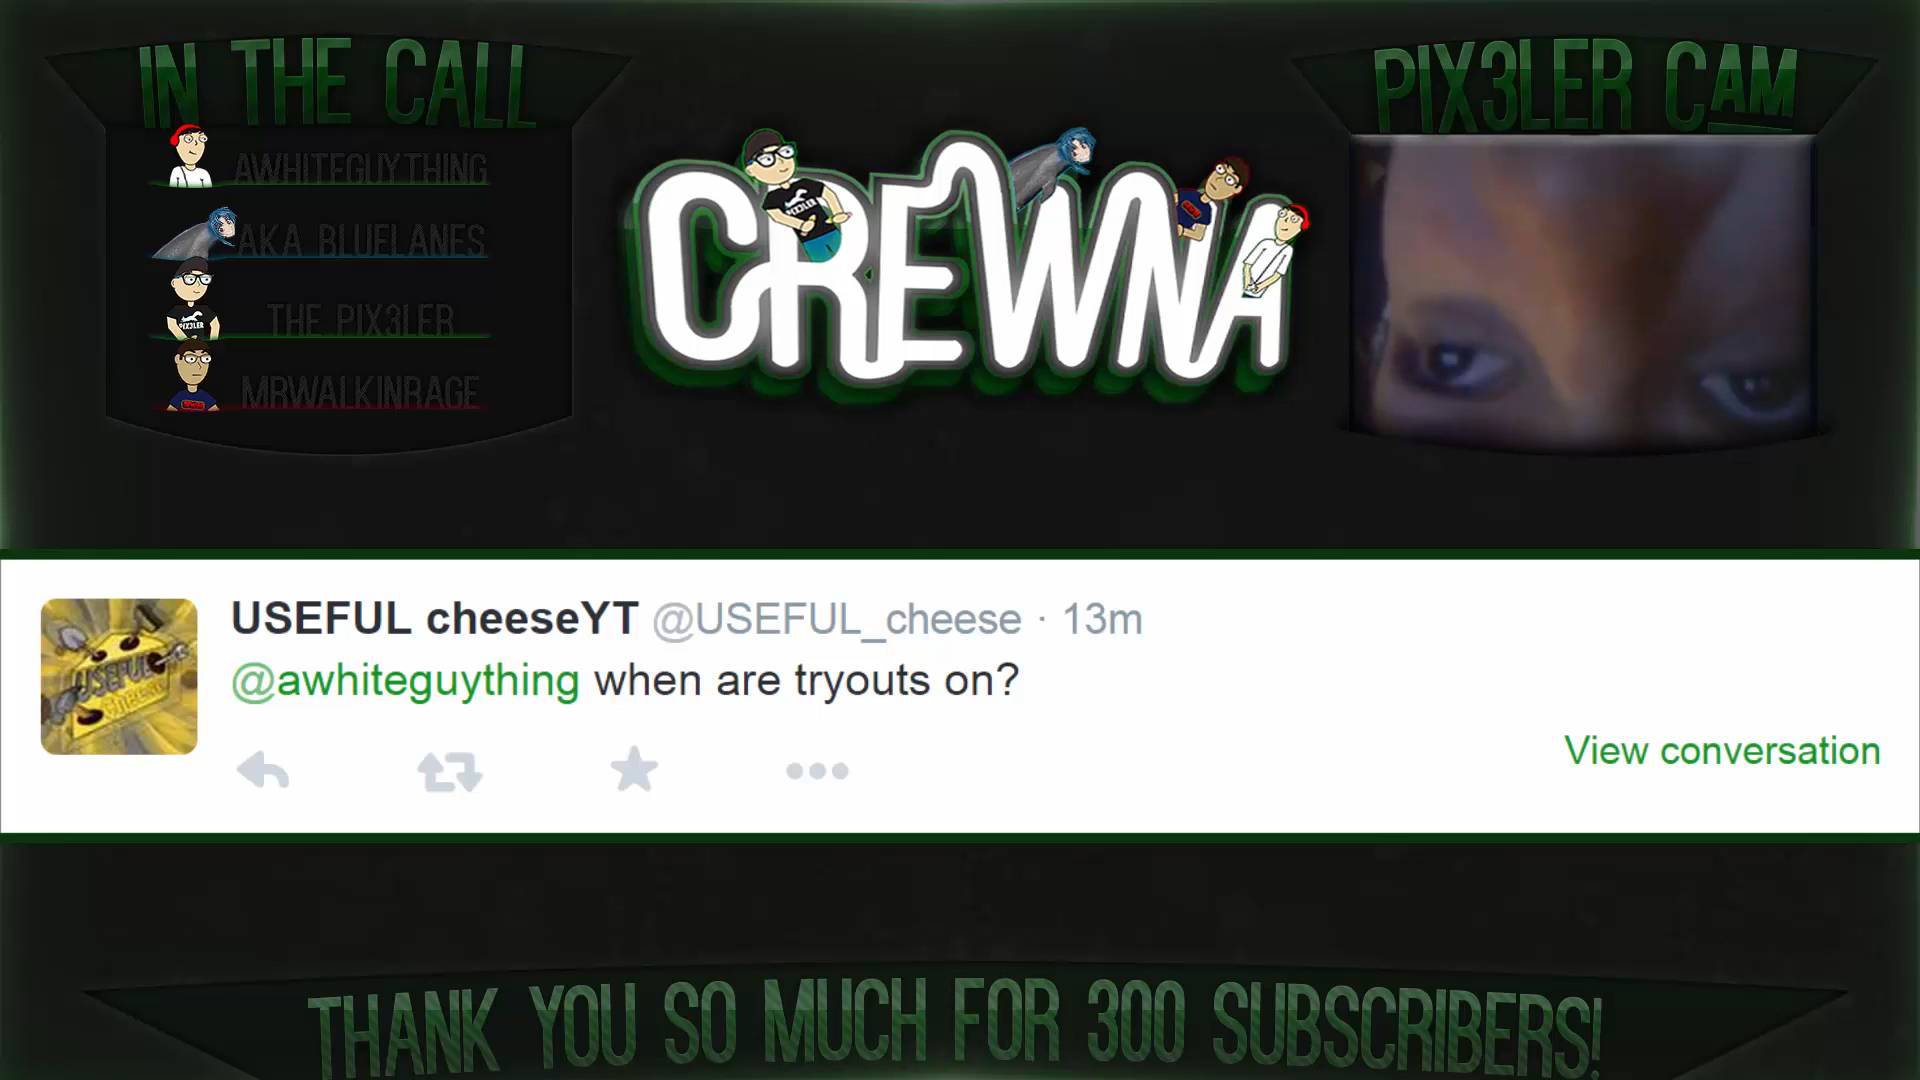 IN THE CALL
AWHITEGUYTHING
AKA BLUELANES
THE PIX3LER
MRWALKINRAGE
CREWNA
PIX3LER
PIX3LER CAM
USEFUL cheeseYT @USEFUL_cheese · 13m
@awhiteguything when are tryouts on?
View conversation
THANK YOU SO MUCH FOR 300 SUBSCRIBERS!